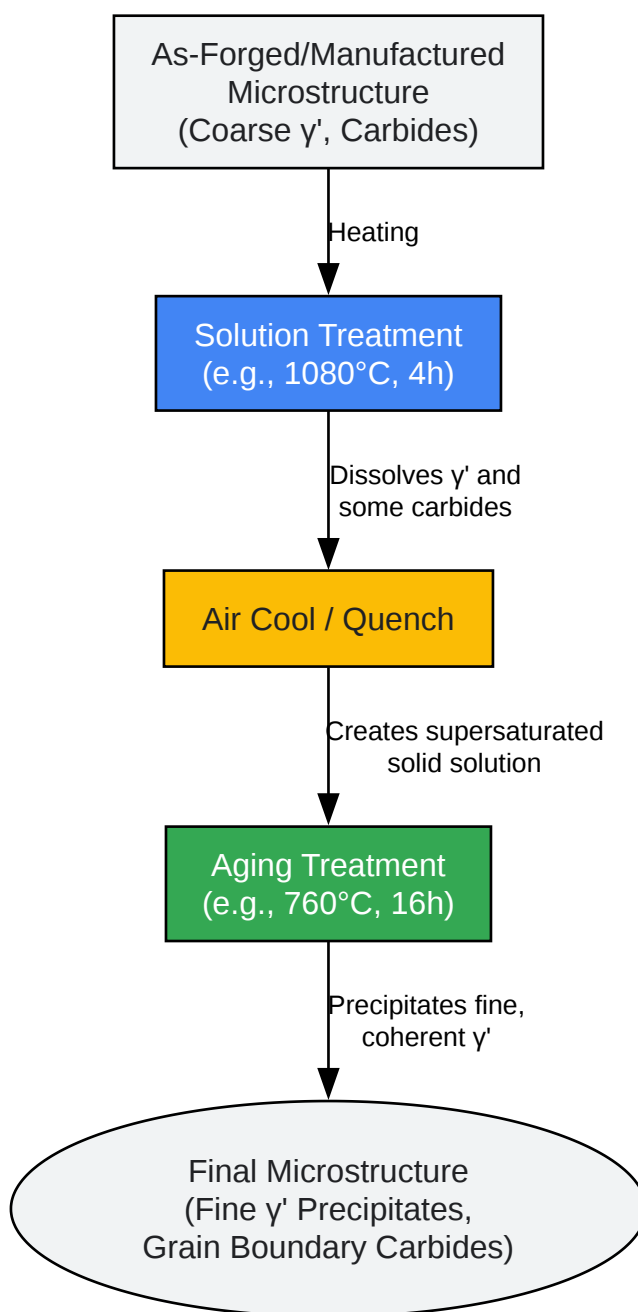 As-Forged/Manufactured
Microstructure
(Coarse γ', Carbides)
Heating
Solution Treatment
(e.g., 1080°C, 4h)
Dissolves γ' and
some carbides
Air Cool / Quench
Creates supersaturated
solid solution
Aging Treatment
(e.g., 760°C, 16h)
Precipitates fine,
coherent γ'
Final Microstructure
(Fine γ' Precipitates,
Grain Boundary Carbides)